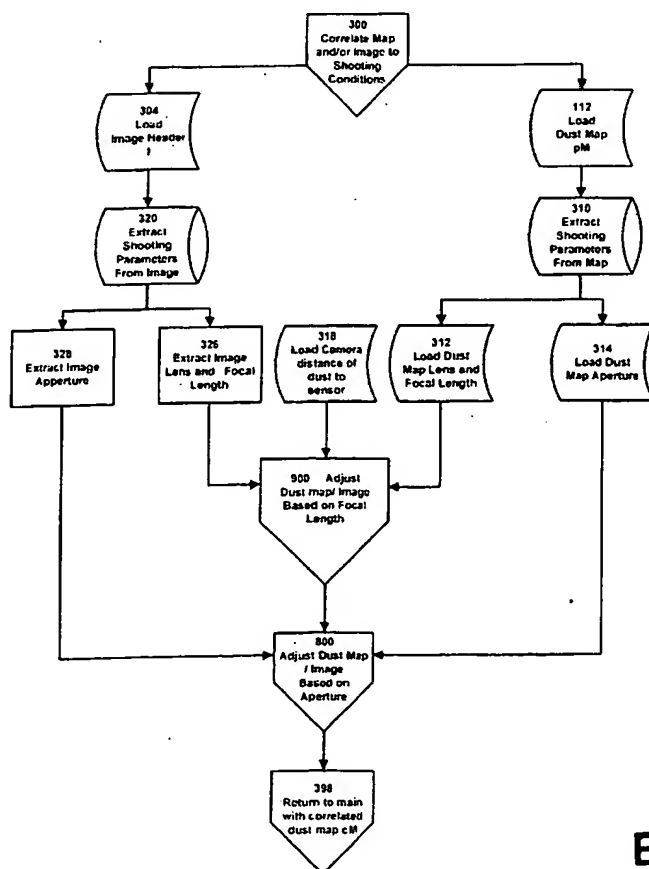 300
Correlate Map
and/or Image to
Shooting
Conditions
304
Load
Image Header
I
112
Load
Dust Map
pM
320
Extract
Shooting
Parameters
From Image
310
Extract
Shooting
Parameters
From Map
328
Extract Image
Apperture
326
Extract Image
Lens and Focal
Length
318
Load Camera
distance of
dust to
sensor
312
Load Dust
Map Lens and
Focal Length
314
Load Dust
Map Aperture
900 Adjust
Dust map/ Image
Based on Focal
Length
800
Adjust Dust Map
/ Image
Based on
Aperture
398
Return to main
with correlated
dust map cM